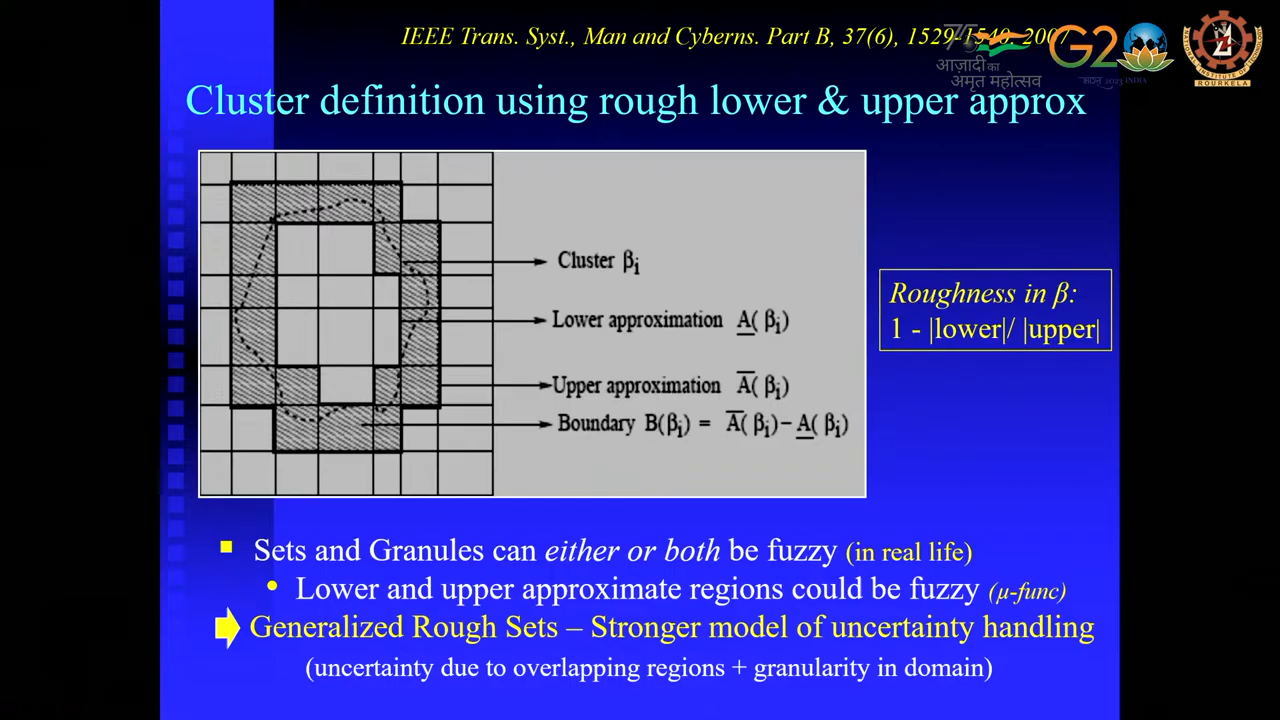 IEEE Trans. Syst., Man and Cyberns. Part B, 37(6), 1529-1540. 2007
75
आज़ादी का
अमृत महोत्सव
G20
2023 INDIA
ROURKELA
Cluster definition using rough lower & upper approx
Cluster βi
Lower approximation A( βi)
Upper approximation A̅( βi)
Boundary B(βi) = A̅( βi)− A( βi)
Roughness in β:
1 - |lower|/ |upper|
Sets and Granules can either or both be fuzzy (in real life)
Lower and upper approximate regions could be fuzzy (μ-func)
Generalized Rough Sets – Stronger model of uncertainty handling
(uncertainty due to overlapping regions + granularity in domain)